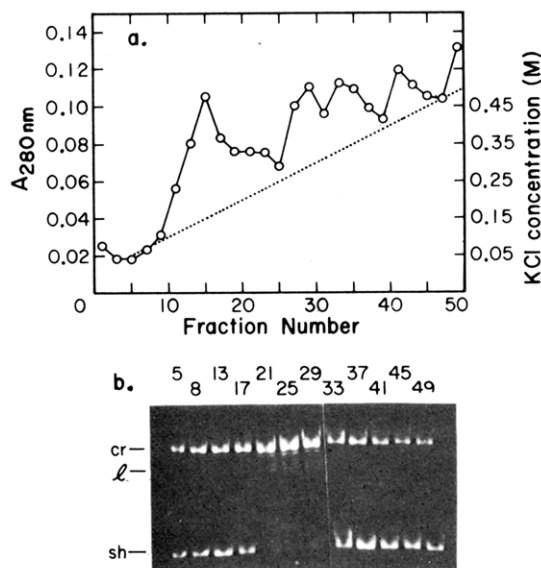 a.
0.14
0.12
0.10
0.08
0.06
0.04
0.02
A280nm
0.45
0.35
0.25
0.15
0.05
KCl concentration (M)
0 10 20 30 40 50
Fraction Number
b.
5 13 21 29 37 45
8 17 25 33 41 49
cr
l
sh